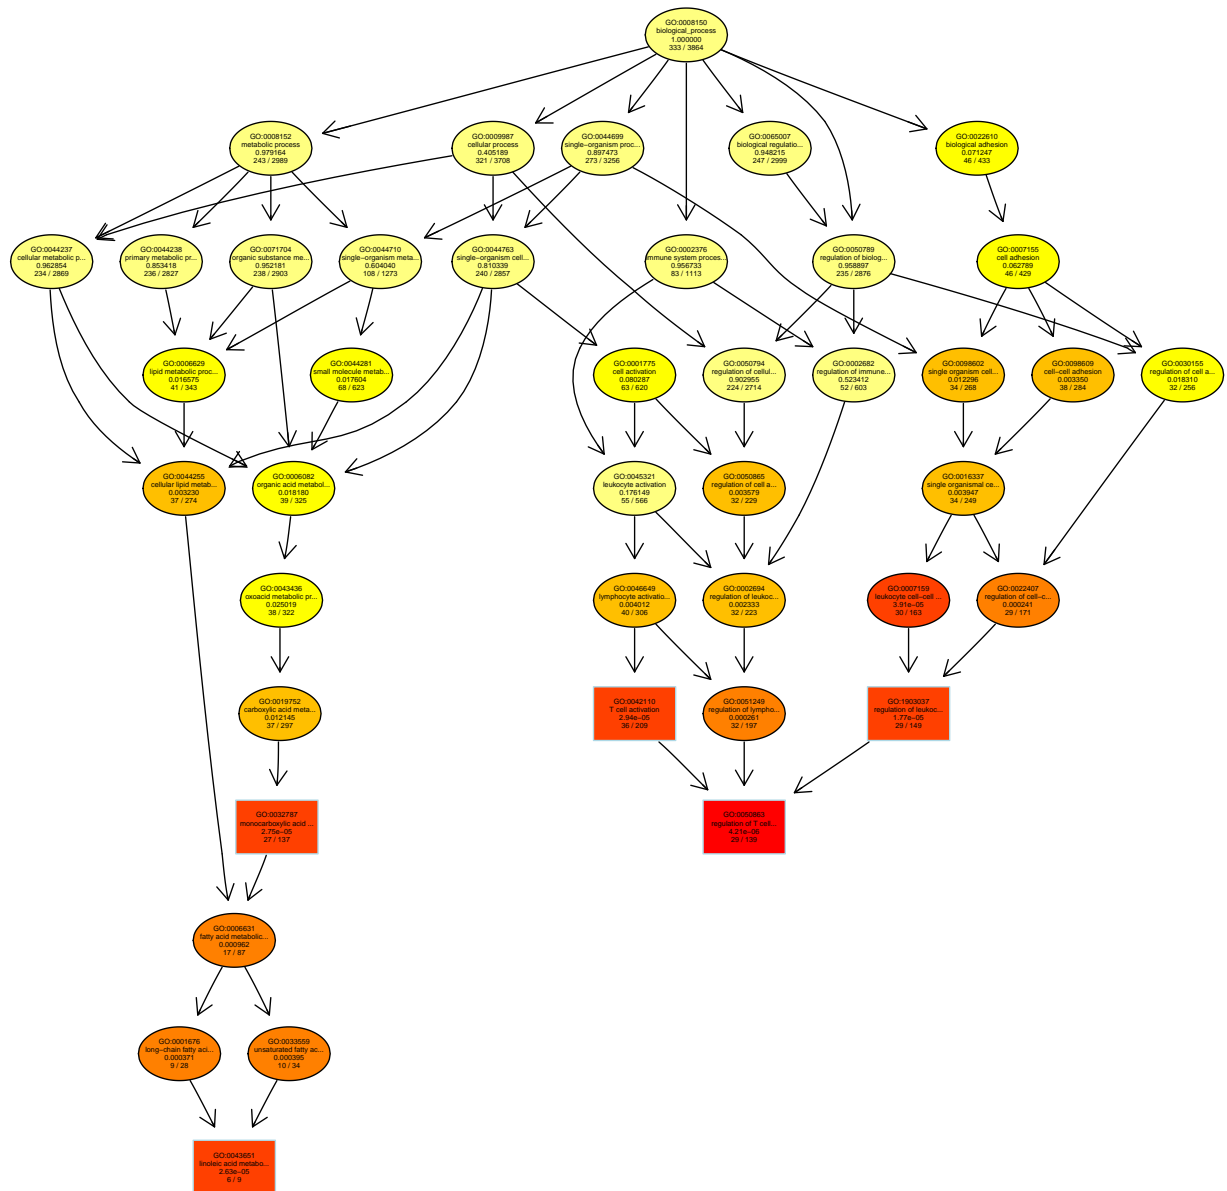 GO:0008150
biological_process
1.000000
333 / 3864
GO:0008152
metabolic process
0.979164
243 / 2989
GO:0009987
cellular process
0.405189
321 / 3708
GO:0044699
single−organism proc...
0.897473
273 / 3256
GO:0065007
biological regulatio...
0.948215
247 / 2999
GO:0022610
biological adhesion
0.071247
46 / 433
GO:0044237
cellular metabolic p...
0.962854
234 / 2869
GO:0044238
primary metabolic pr...
0.853418
236 / 2827
GO:0071704
organic substance me...
0.952181
238 / 2903
GO:0044710
single−organism meta...
0.604040
108 / 1273
GO:0044763
single−organism cell...
0.810339
240 / 2857
GO:0002376
immune system proces...
0.956733
83 / 1113
GO:0050789
regulation of biolog...
0.958897
235 / 2876
GO:0007155
cell adhesion
0.062789
46 / 429
GO:0006629
lipid metabolic proc...
0.016575
41 / 343
GO:0044281
small molecule metab...
0.017604
68 / 623
GO:0001775
cell activation
0.080287
63 / 620
GO:0050794
regulation of cellul...
0.902955
224 / 2714
GO:0002682
regulation of immune...
0.523412
52 / 603
GO:0098602
single organism cell...
0.012296
34 / 268
GO:0098609
cell−cell adhesion
0.003350
38 / 284
GO:0030155
regulation of cell a...
0.018310
32 / 256
GO:0044255
cellular lipid metab...
0.003230
37 / 274
GO:0006082
organic acid metabol...
0.018180
39 / 325
GO:0045321
leukocyte activation
0.176149
55 / 566
GO:0050865
regulation of cell a...
0.003579
32 / 229
GO:0016337
single organismal ce...
0.003947
34 / 249
GO:0043436
oxoacid metabolic pr...
0.025019
38 / 322
GO:0046649
lymphocyte activatio...
0.004012
40 / 306
GO:0002694
regulation of leukoc...
0.002333
32 / 223
GO:0007159
leukocyte cell−cell ...
3.91e−05
30 / 163
GO:0022407
regulation of cell−c...
0.000241
29 / 171
GO:0019752
carboxylic acid meta...
0.012145
37 / 297
GO:0042110
T cell activation
2.94e−05
36 / 209
GO:0051249
regulation of lympho...
0.000261
32 / 197
GO:1903037
regulation of leukoc...
1.77e−05
29 / 149
GO:0032787
monocarboxylic acid ...
2.75e−05
27 / 137
GO:0050863
regulation of T cell...
4.21e−06
29 / 139
GO:0006631
fatty acid metabolic...
0.000962
17 / 87
GO:0001676
long−chain fatty aci...
0.000371
9 / 28
GO:0033559
unsaturated fatty ac...
0.000395
10 / 34
GO:0043651
linoleic acid metabo...
2.63e−05
6 / 9